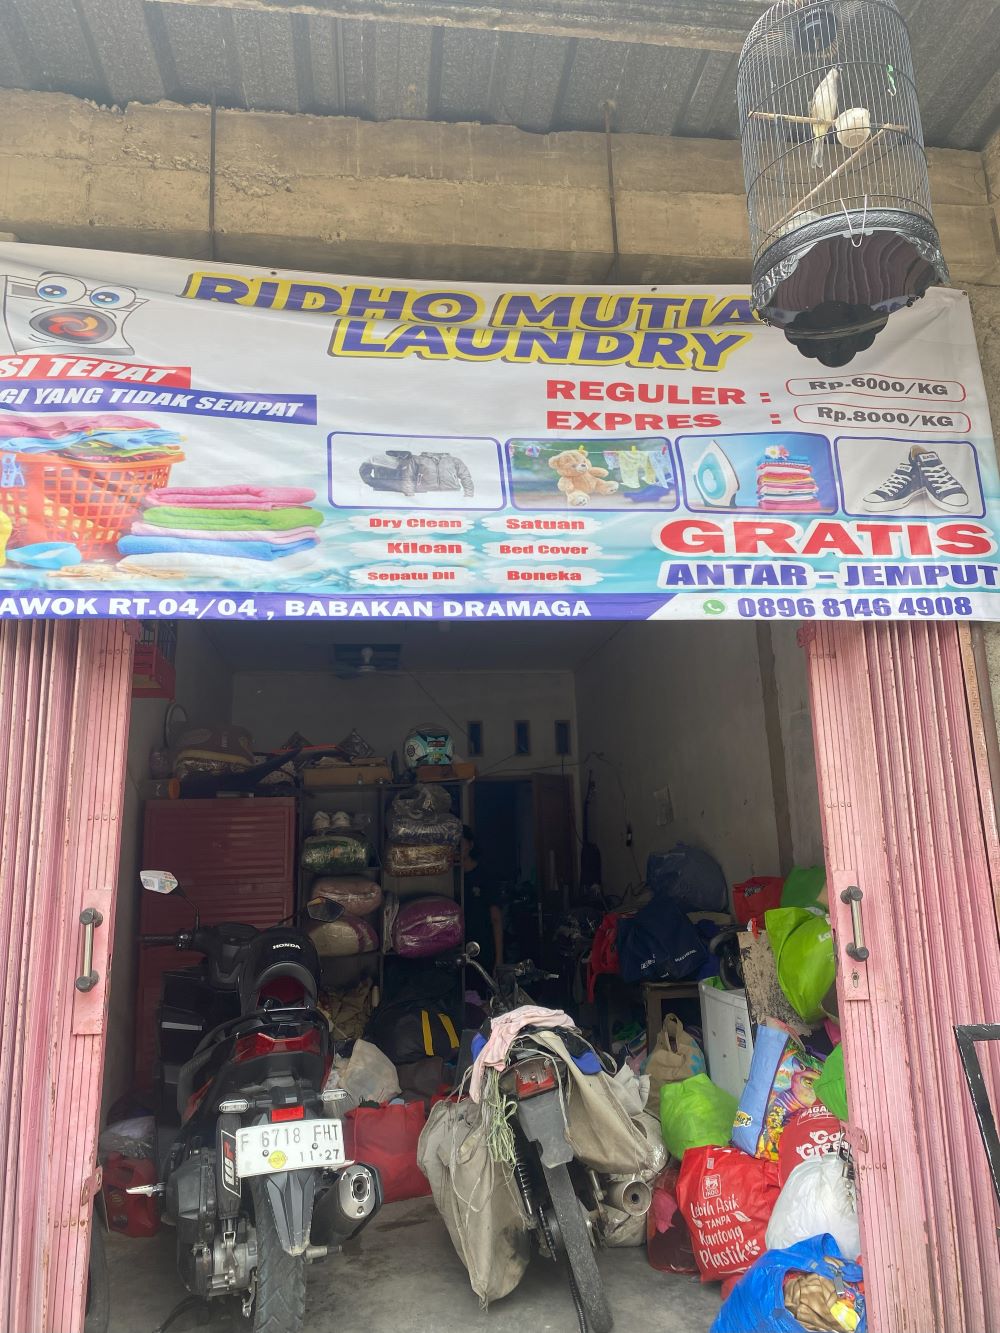 RIDHO MUTIA
LAUNDRY
SI TEPAT
GI YANG TIDAK SEMPAT
REGULER : Rp.6000/KG
EXPRES : Rp.8000/KG
Dry Clean Satuan
Kiloan Bed Cover
Sepatu Dll Boneka
GRATIS
ANTAR - JEMPUT
AWOK RT.04/04 , BABAKAN DRAMAGA
0896 8146 4908
HONDA
F 6718 FHT
11·27
Lebih Asik
TANPA
Kantong
Plastik